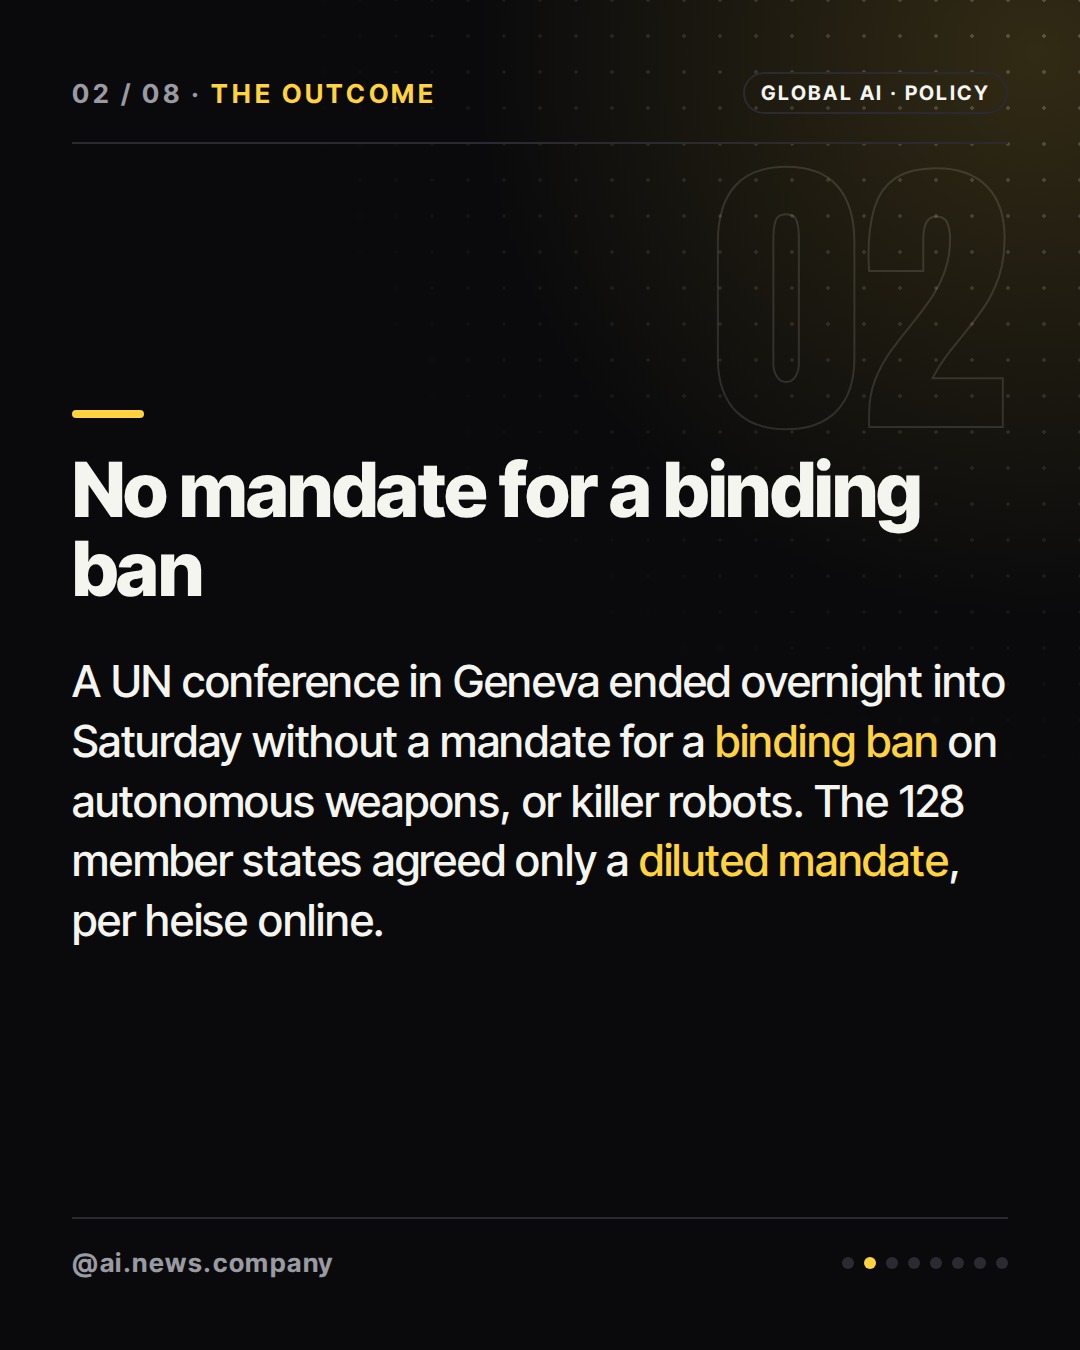 02 / 08 · THE OUTCOME
GLOBAL AI · POLICY
02
No mandate for a binding
ban
A UN conference in Geneva ended overnight into
Saturday without a mandate for a binding ban on
autonomous weapons, or killer robots. The 128
member states agreed only a diluted mandate,
per heise online.
@ai.news.company